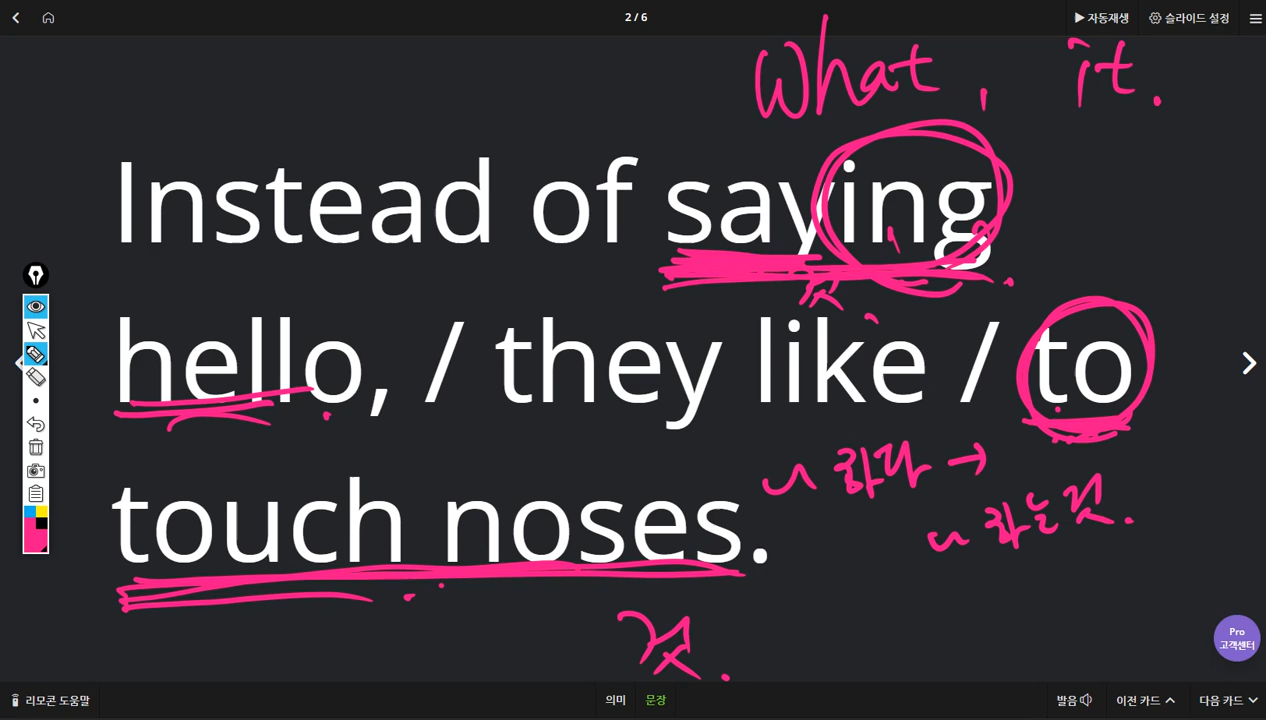 2 / 6
자동재생
슬라이드 설정
What, it.
Instead of saying
hello, / they like / to
~ 하다 →
~ 하는 것.
touch noses.
것.
Pro
고객센터
리모콘 도움말
의미
문장
발음
이전 카드
다음 카드